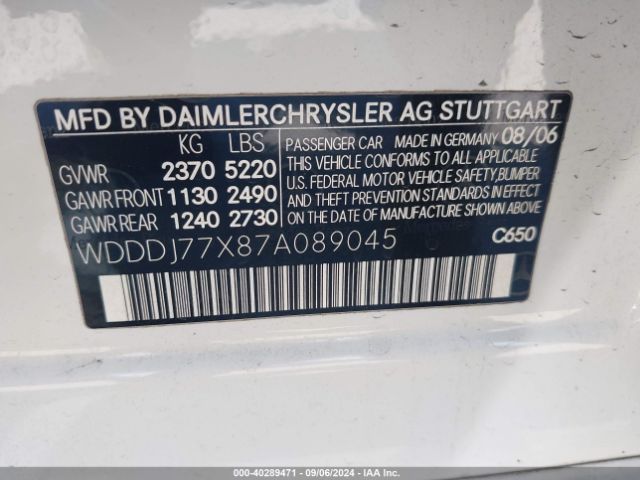 MFD BY DAIMLERCHRYSLER AG STUTTGART
KG LBS
GVWR 2370 5220
GAWR FRONT 1130 2490
GAWR REAR 1240 2730
PASSENGER CAR MADE IN GERMANY 08/06
THIS VEHICLE CONFORMS TO ALL APPLICABLE
U.S. FEDERAL MOTOR VEHICLE SAFETY, BUMPER
AND THEFT PREVENTION STANDARDS IN EFFECT
ON THE DATE OF MANUFACTURE SHOWN ABOVE.
WDDDJ77X87A089045
C650
000-40289471 - 09/06/2024 - IAA, Inc.